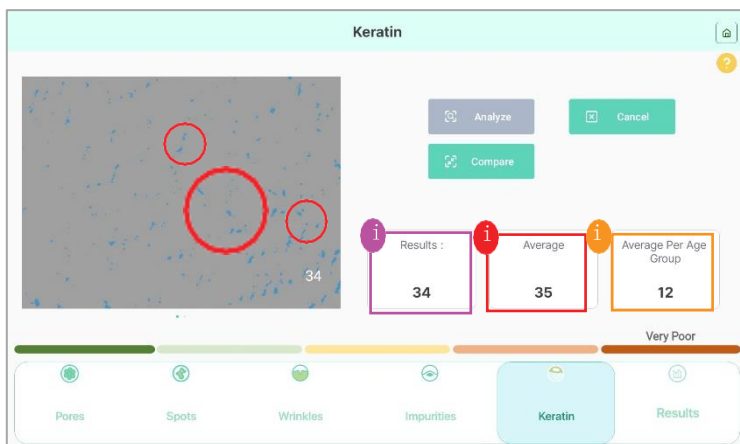 Keratin
?
Analyze
Cancel
Compare
34
i
Results :
34
i
Average
35
i
Average Per Age
Group
12
Very Poor
Pores
Spots
Wrinkles
Impurities
Keratin
Results